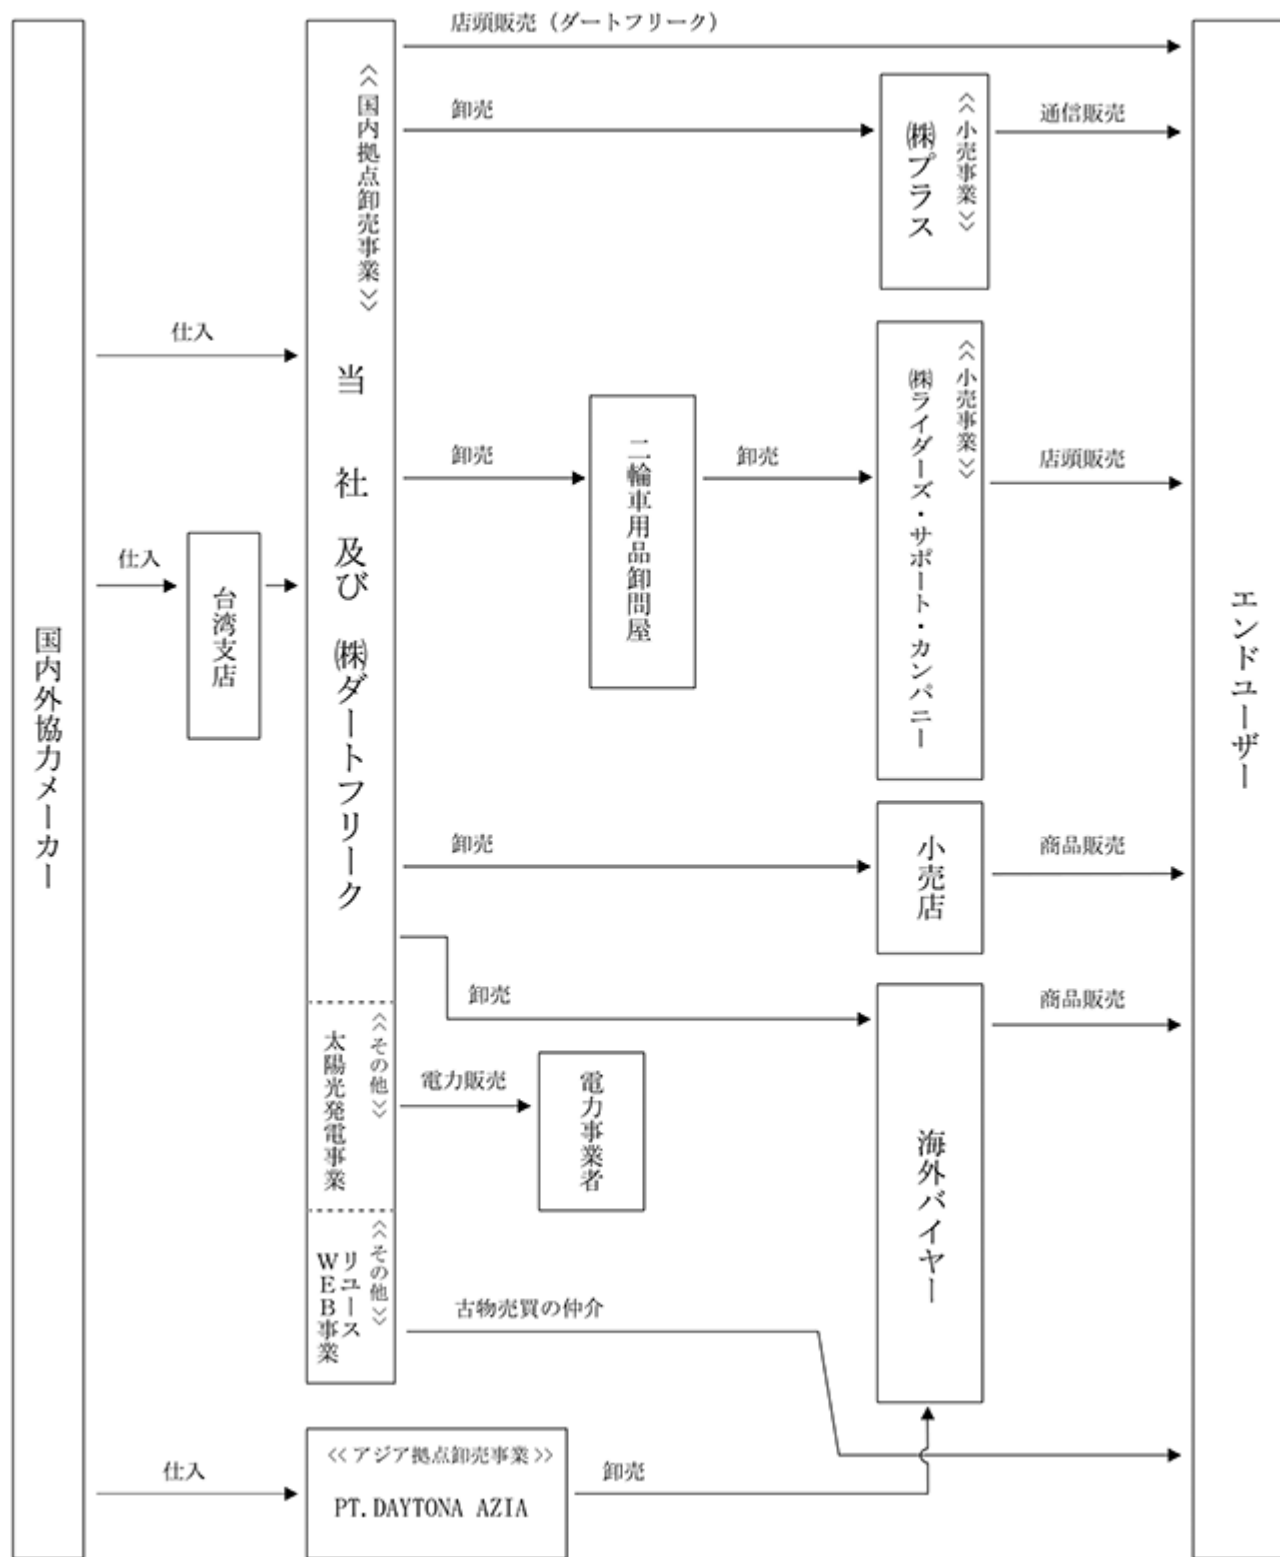 国内外協力メーカー
仕入
仕入
台湾支店
≪国内拠点卸売事業≫
当社及び㈱ダートフリーク
≪その他≫
太陽光発電事業
≪その他≫
リユース
WEB事業
店頭販売（ダートフリーク）
卸売
≪小売事業≫
㈱プラス
通信販売
卸売
二輪車用品卸問屋
卸売
≪小売事業≫
㈱ライダーズ・サポート・カンパニー
店頭販売
卸売
小売店
商品販売
卸売
海外バイヤー
商品販売
電力販売
電力事業者
古物売買の仲介
仕入
≪アジア拠点卸売事業≫
PT.DAYTONA AZIA
卸売
エンドユーザー